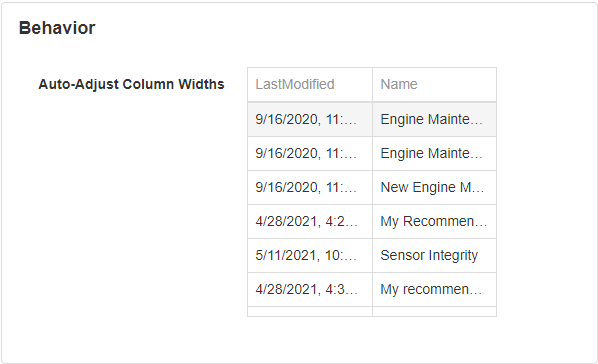 Behavior
Auto-Adjust Column Widths
LastModified Name
9/16/2020, 11:... Engine Mainte...
9/16/2020, 11:... Engine Mainte...
9/16/2020, 11:... New Engine M...
4/28/2021, 4:2... My Recommen...
5/11/2021, 10:... Sensor Integrity
4/28/2021, 4:3... My recommen...